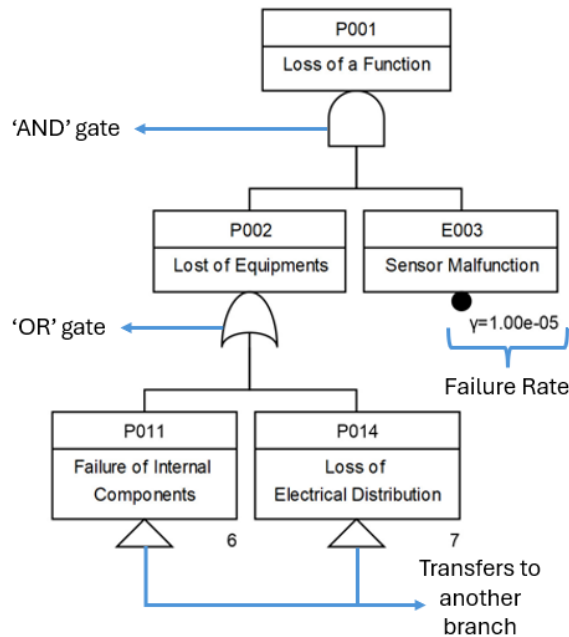 P001
Loss of a Function
‘AND’ gate
P002
Lost of Equipments
E003
Sensor Malfunction
‘OR’ gate
γ=1.00e-05
Failure Rate
P011
Failure of Internal
Components
6
P014
Loss of
Electrical Distribution
7
Transfers to
another
branch